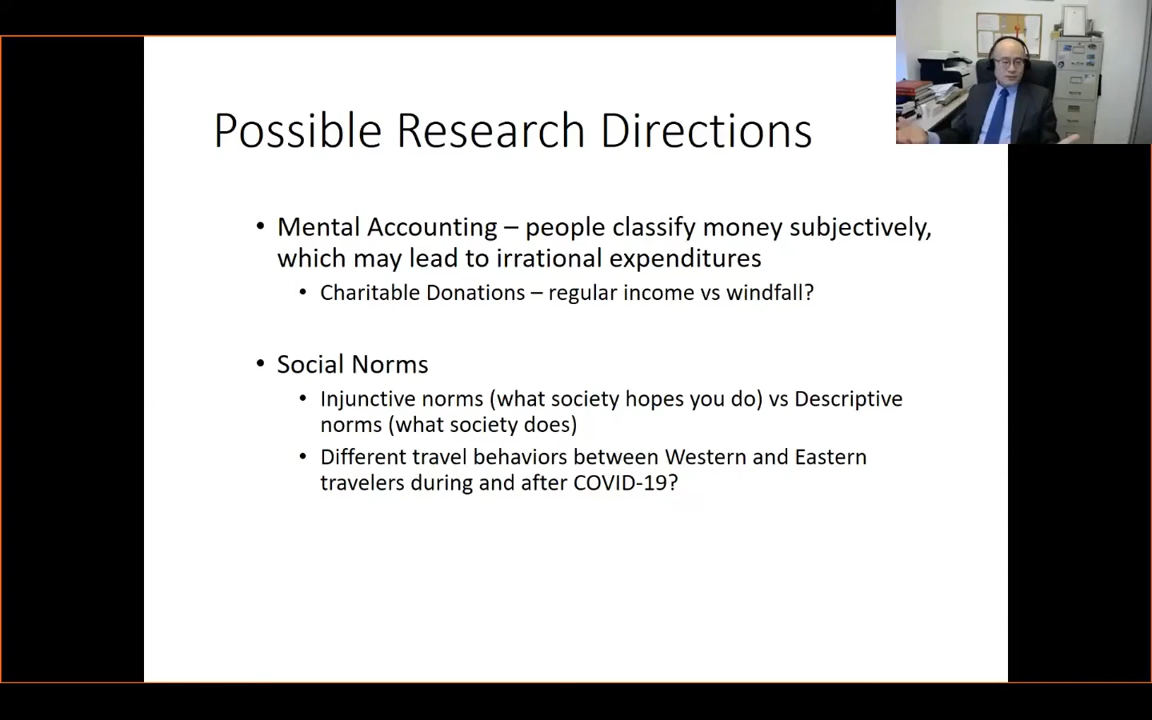 Possible Research Directions
• Mental Accounting – people classify money subjectively,
which may lead to irrational expenditures
• Charitable Donations – regular income vs windfall?
• Social Norms
• Injunctive norms (what society hopes you do) vs Descriptive
norms (what society does)
• Different travel behaviors between Western and Eastern
travelers during and after COVID-19?